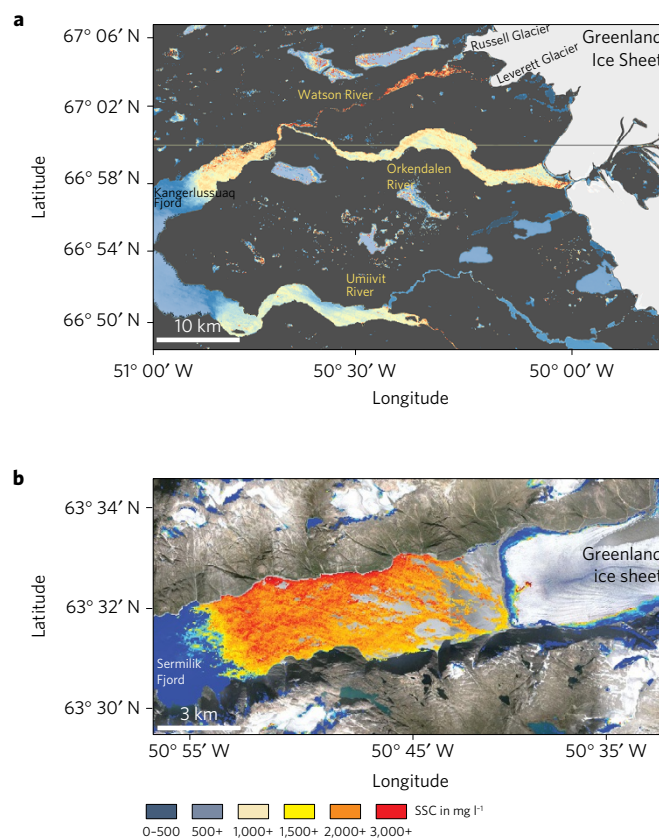 a
67° 06′ N
67° 02′ N
66° 58′ N
66° 54′ N
66° 50′ N
Latitude
Russell Glacier
Leverett Glacier
Greenland
Ice Sheet
Watson River
Orkendalen
River
Kangerlussuaq
Fjord
Umiivit
River
10 km
51° 00′ W
50° 30′ W
50° 00′ W
Longitude
b
63° 34′ N
63° 32′ N
63° 30′ N
Latitude
Greenland
ice sheet
Sermilik
Fjord
3 km
50° 55′ W
50° 45′ W
50° 35′ W
Longitude
SSC in mg l⁻¹
0–500
500+
1,000+
1,500+
2,000+
3,000+